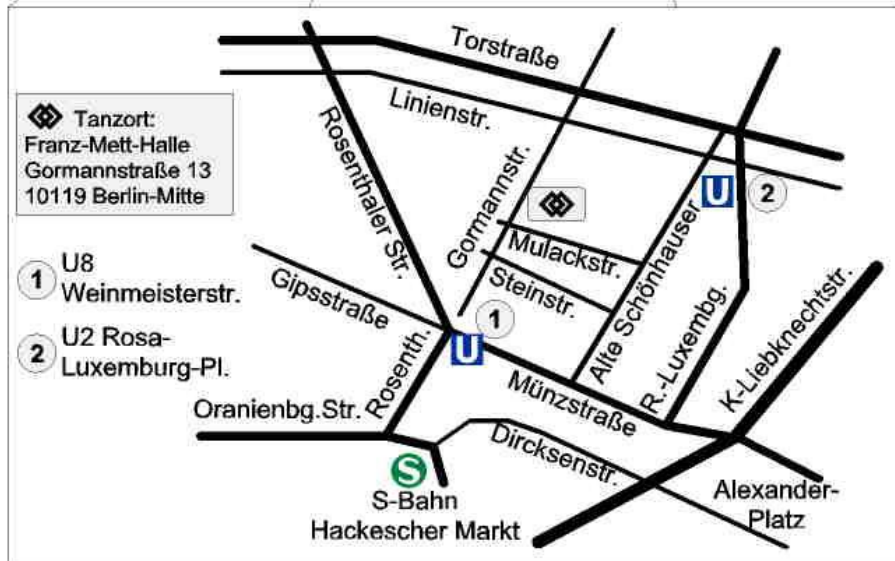 Torstraße
Linienstr.
Tanzort:
Franz-Mett-Halle
Gormannstraße 13
10119 Berlin-Mitte
Rosenthaler Str.
Gormannstr.
U
2
Mulackstr.
Steinstr.
Alte Schönhauser
1
U8
Weinmeisterstr.
2
U2 Rosa-
Luxemburg-Pl.
Gipsstraße
Rosenth.
U
1
Münzstraße
R.-Luxembg.
K-Liebknechtstr.
Oranienbg.Str.
Dircksenstr.
S
S-Bahn
Hackescher Markt
Alexander-
Platz